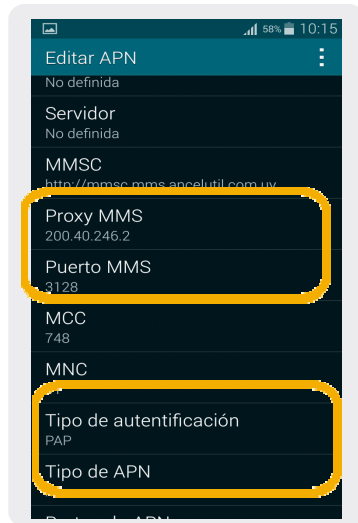 58% 10:15
Editar APN
No definida
Servidor
No definida
MMSC
http://mmsc.mms.ancelutil.com.uy
Proxy MMS
200.40.246.2
Puerto MMS
3128
MCC
748
MNC
Tipo de autentificación
PAP
Tipo de APN